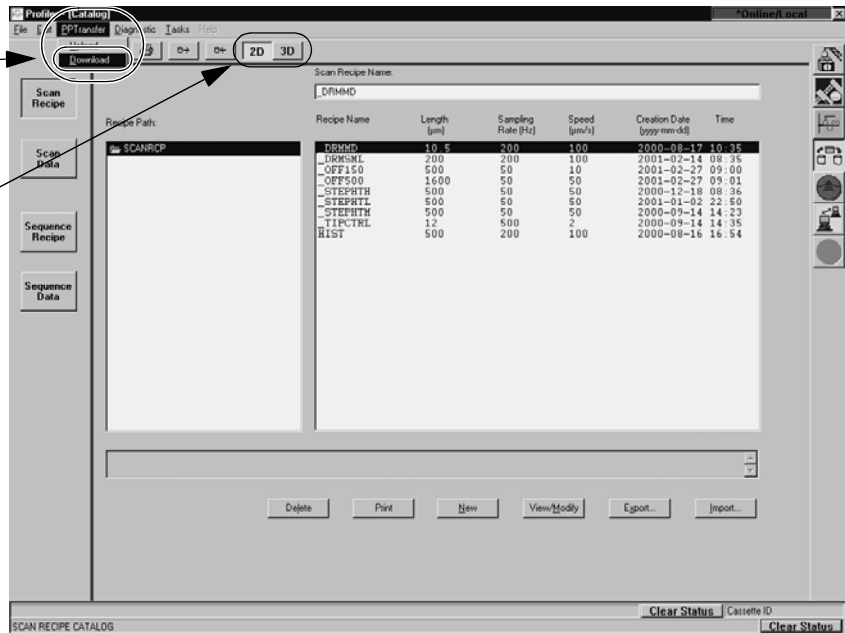 Profiler [Catalog]
*Online/Local
File Edit PPTransfer Diagnostic Tasks Help
Upload
Download
2D 3D
Scan Recipe
Scan Data
Sequence Recipe
Sequence Data
Scan Recipe Name:
_DRMMD
Recipe Path:
SCANRCP
Recipe Name Length (µm) Sampling Rate (Hz) Speed (µm/s) Creation Date (yyyy-mm-dd) Time
_DRMMD 10.5 200 100 2000-08-17 10:35
_DRMSML 200 200 100 2001-02-14 08:35
_OFF150 500 50 10 2001-02-27 09:00
_OFF500 1600 50 50 2001-02-27 09:01
_STEPHTH 500 50 50 2000-12-18 08:36
_STEPHTL 500 50 50 2001-01-02 22:50
_STEPHTM 500 50 50 2000-09-14 14:23
_TIPCTRL 12 500 2 2000-09-14 14:35
HIST 500 200 100 2000-08-16 16:54
Delete Print New View/Modify Export... Import...
Clear Status Cassette ID
SCAN RECIPE CATALOG Clear Status